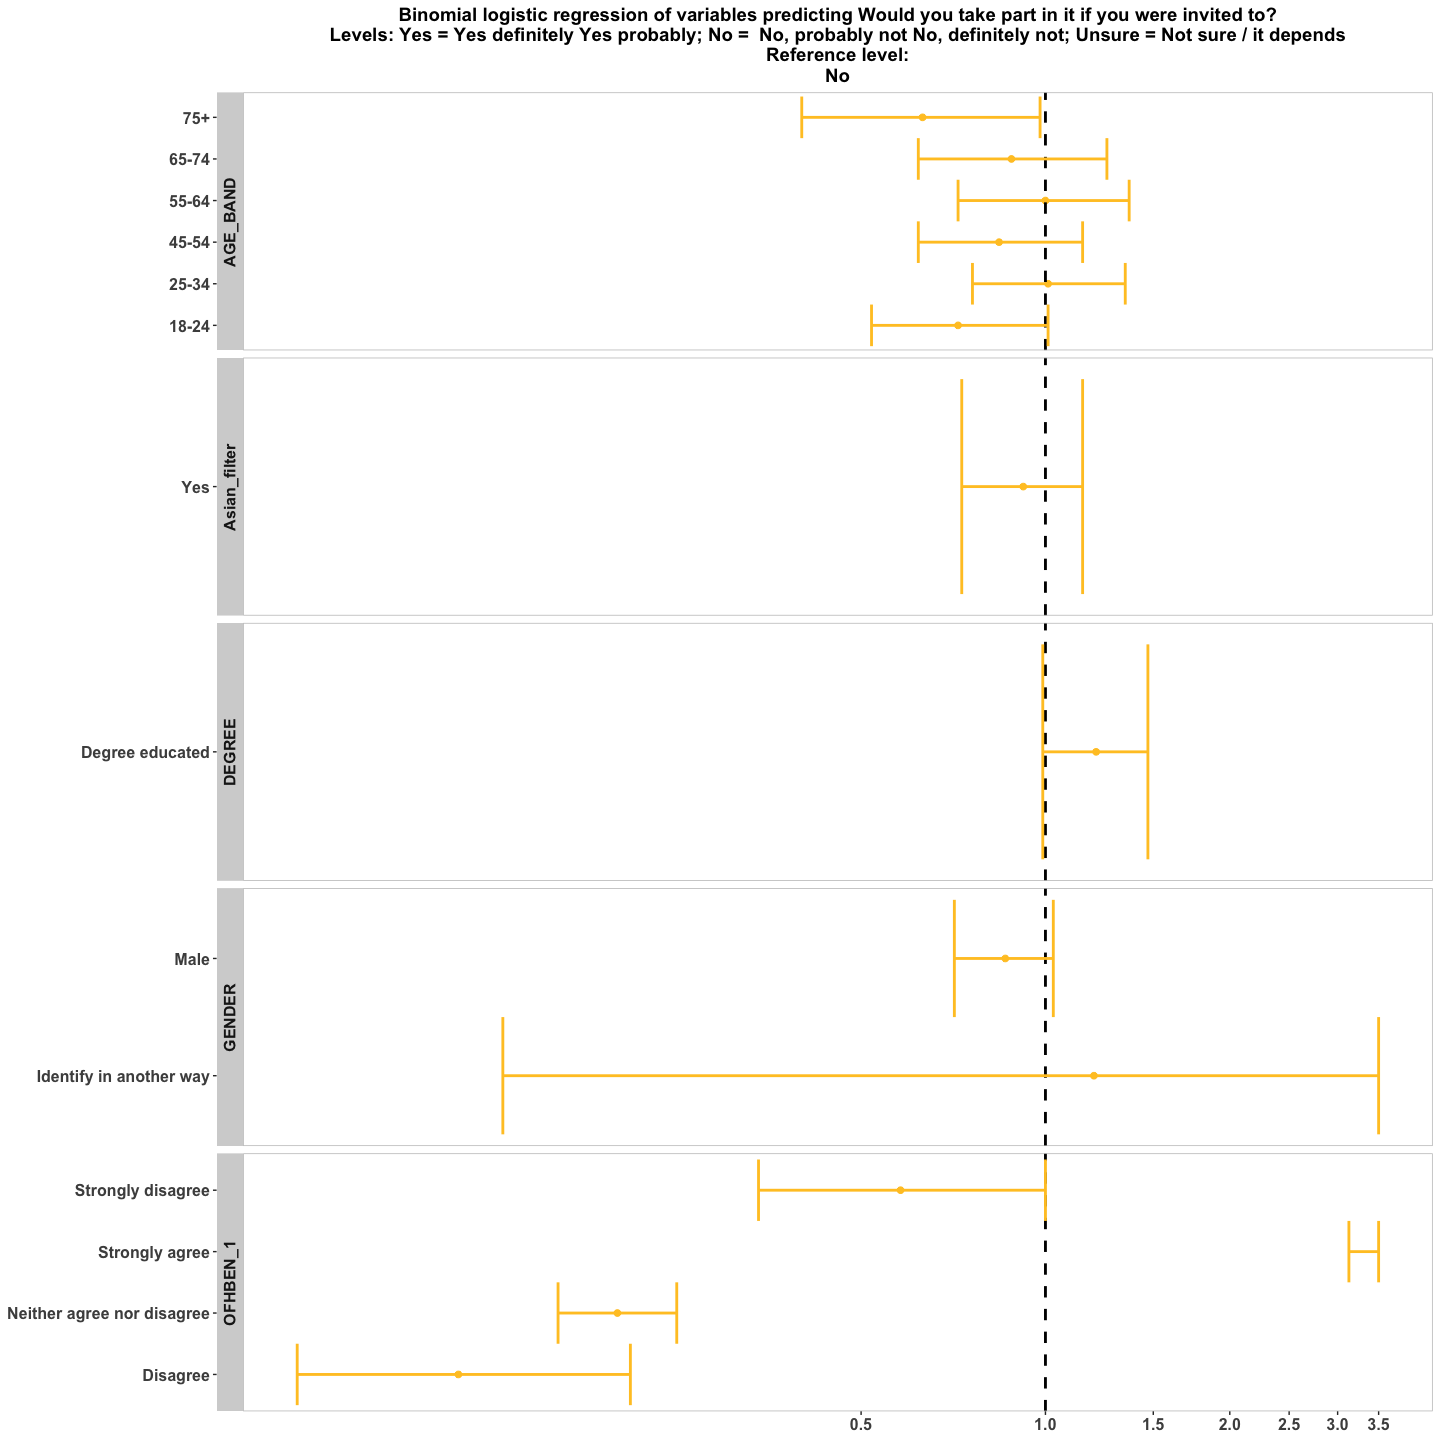 Binomial logistic regression of variables predicting Would you take part in it if you were invited to?
Levels: Yes = Yes definitely Yes probably; No =  No, probably not No, definitely not; Unsure = Not sure / it depends
Reference level:
No
AGE_BAND
75+
65-74
55-64
45-54
25-34
18-24
Asian_filter
Yes
DEGREE
Degree educated
GENDER
Male
Identify in another way
OFHBEN_1
Strongly disagree
Strongly agree
Neither agree nor disagree
Disagree
0.5 1.0 1.5 2.0 2.5 3.0 3.5